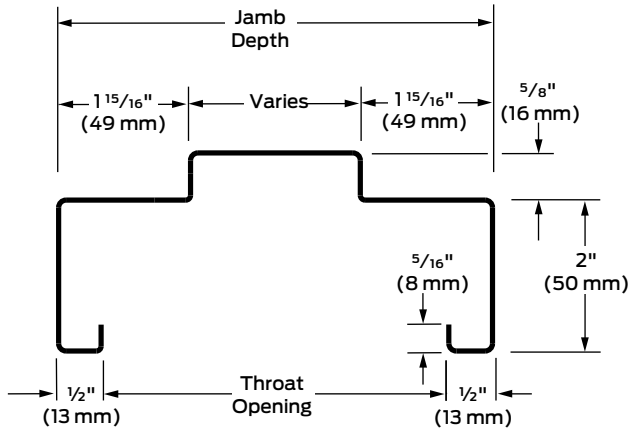 Jamb
Depth
1 15/16"
(49 mm)
Varies
1 15/16"
(49 mm)
5/8"
(16 mm)
5/16"
(8 mm)
2"
(50 mm)
½"
(13 mm)
Throat
Opening
½"
(13 mm)